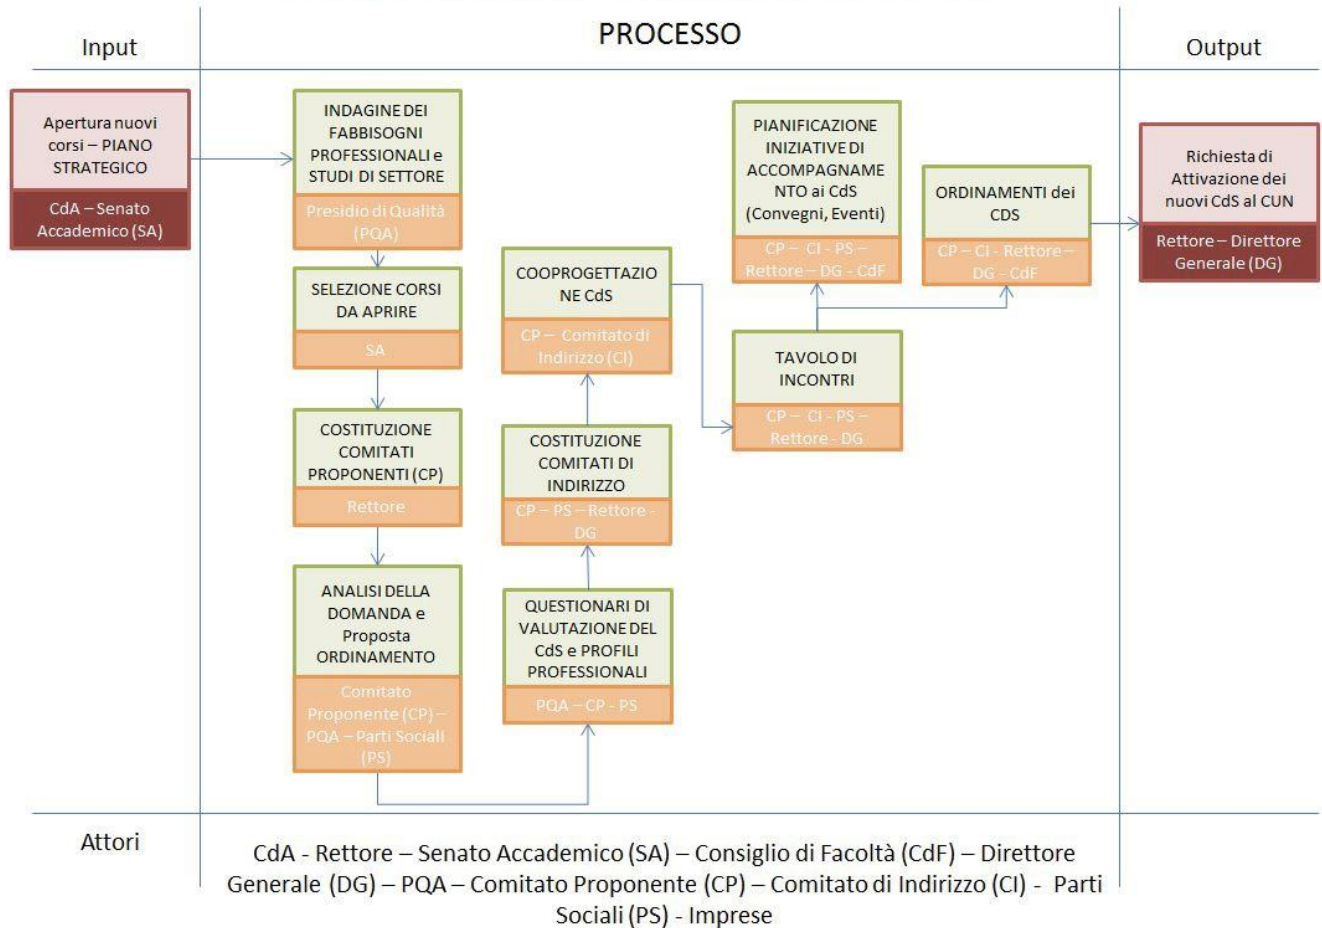 Input
PROCESSO
Output
Apertura nuovi
corsi – PIANO
STRATEGICO
CdA – Senato
Accademico (SA)
INDAGINE DEI
FABBISOGNI
PROFESSIONALI e
STUDI DI SETTORE
Presidio di Qualità
(PQA)
SELEZIONE CORSI
DA APRIRE
SA
COSTITUZIONE
COMITATI
PROPONENTI (CP)
Rettore
ANALISI DELLA
DOMANDA e
Proposta
ORDINAMENTO
Comitato
Proponente (CP) –
PQA – Parti Sociali
(PS)
QUESTIONARI DI
VALUTAZIONE DEL
CdS e PROFILI
PROFESSIONALI
PQA – CP - PS
COSTITUZIONE
COMITATI DI
INDIRIZZO
CP – PS – Rettore -
DG
COOPROGETTAZIO
NE CdS
CP – Comitato di
Indirizzo (CI)
TAVOLO DI
INCONTRI
CP – CI - PS –
Rettore - DG
PIANIFICAZIONE
INIZIATIVE DI
ACCOMPAGNAME
NTO ai CdS
(Convegni, Eventi)
CP – CI - PS –
Rettore – DG - CdF
ORDINAMENTI dei
CDS
CP – CI - Rettore –
DG - CdF
Richiesta di
Attivazione dei
nuovi CdS al CUN
Rettore – Direttore
Generale (DG)
Attori
CdA - Rettore – Senato Accademico (SA) – Consiglio di Facoltà (CdF) – Direttore
Generale (DG) – PQA – Comitato Proponente (CP) – Comitato di Indirizzo (CI) - Parti
Sociali (PS) - Imprese